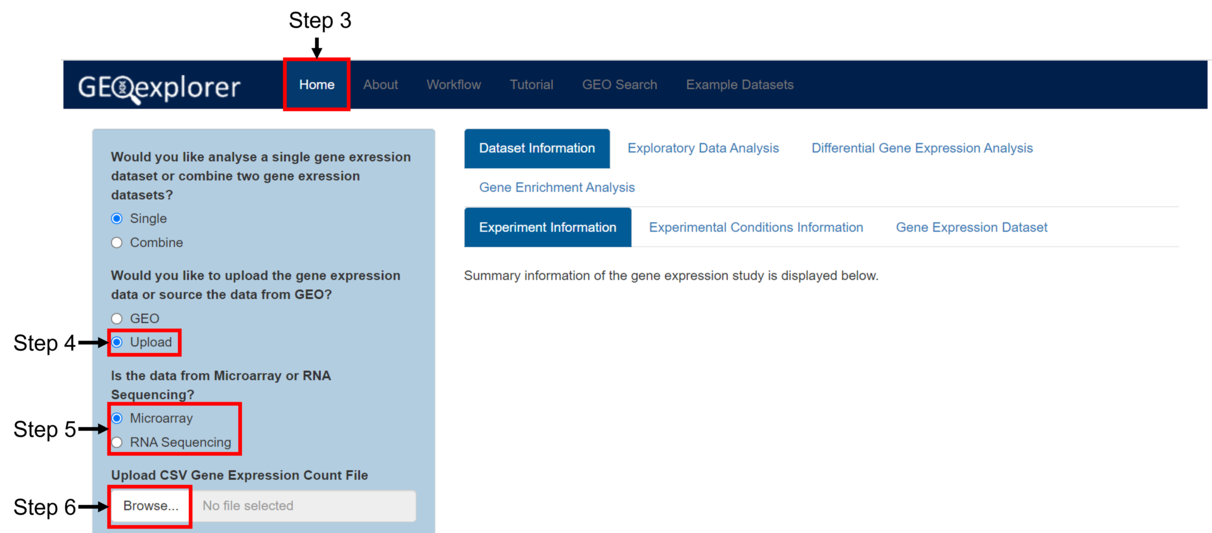 Step 3
GEOexplorer
Home About Workflow Tutorial GEO Search Example Datasets
Would you like analyse a single gene exression
dataset or combine two gene exression
datasets?
Single
Combine
Would you like to upload the gene expression
data or source the data from GEO?
GEO
Step 4
Upload
Is the data from Microarray or RNA
Sequencing?
Microarray
Step 5
RNA Sequencing
Upload CSV Gene Expression Count File
Step 6
Browse... No file selected
Dataset Information Exploratory Data Analysis Differential Gene Expression Analysis
Gene Enrichment Analysis
Experiment Information Experimental Conditions Information Gene Expression Dataset
Summary information of the gene expression study is displayed below.